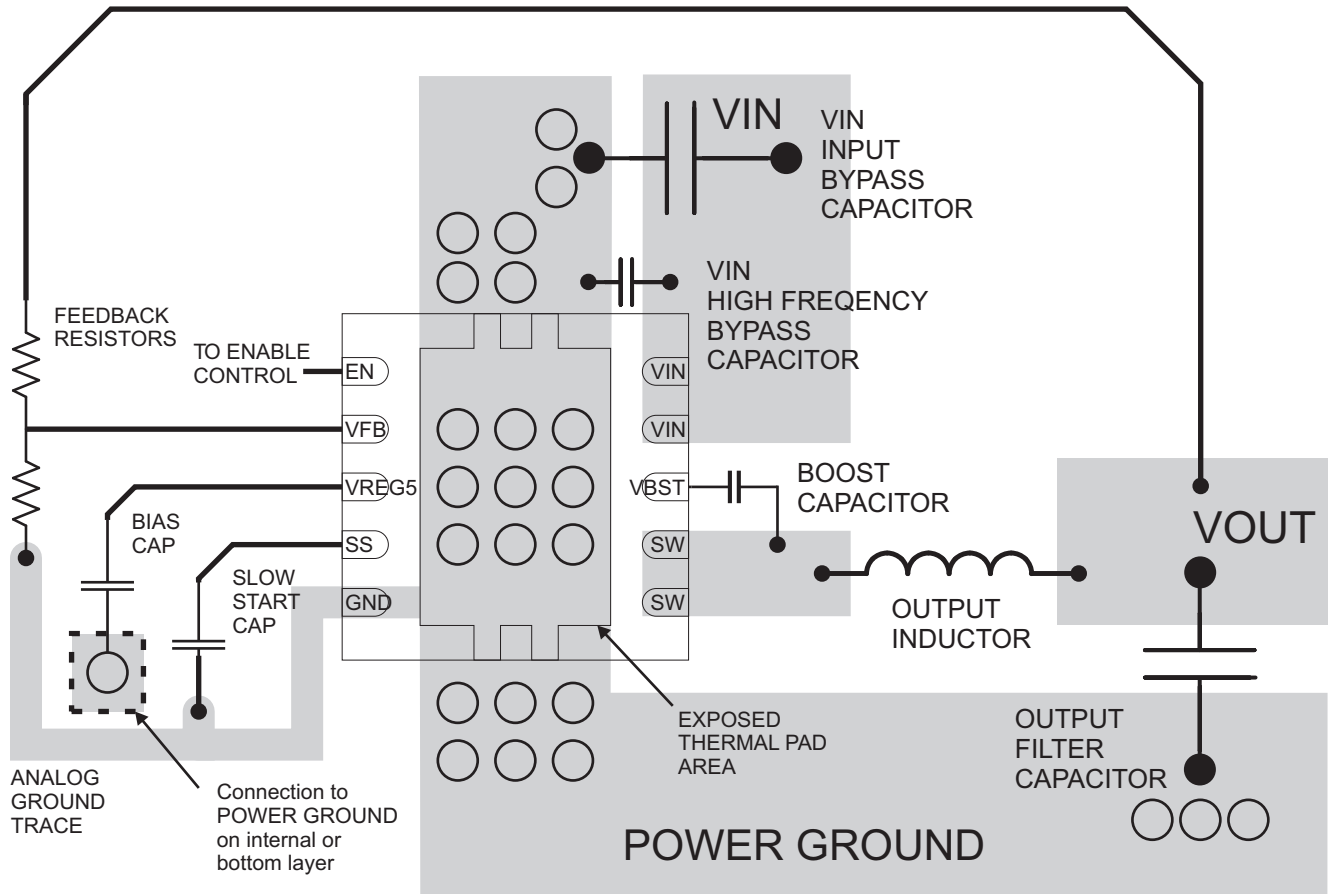 VIN
VIN
INPUT
BYPASS
CAPACITOR
VIN
HIGH FREQENCY
BYPASS
CAPACITOR
FEEDBACK
RESISTORS
TO ENABLE
CONTROL
EN
VIN
VFB
VIN
VREG5
VBST
BOOST
CAPACITOR
BIAS
CAP
SS
SW
VOUT
SLOW
START
CAP
GND
SW
OUTPUT
INDUCTOR
EXPOSED
THERMAL PAD
AREA
OUTPUT
FILTER
CAPACITOR
ANALOG
GROUND
TRACE
Connection to
POWER GROUND
on internal or
bottom layer
POWER GROUND